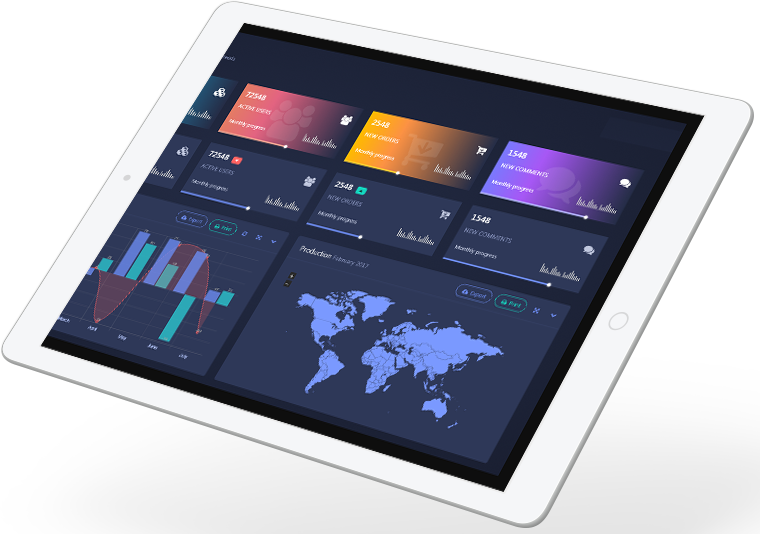 72548
ACTIVE USERS
Monthly progress
2548
NEW ORDERS
Monthly progress
1548
NEW COMMENTS
Monthly progress
72548
ACTIVE USERS
Monthly progress
2548
NEW ORDERS
Monthly progress
1548
NEW COMMENTS
Monthly progress
Export
Print
March
April
May
June
July
Production February 2017
Export
Print
+
-